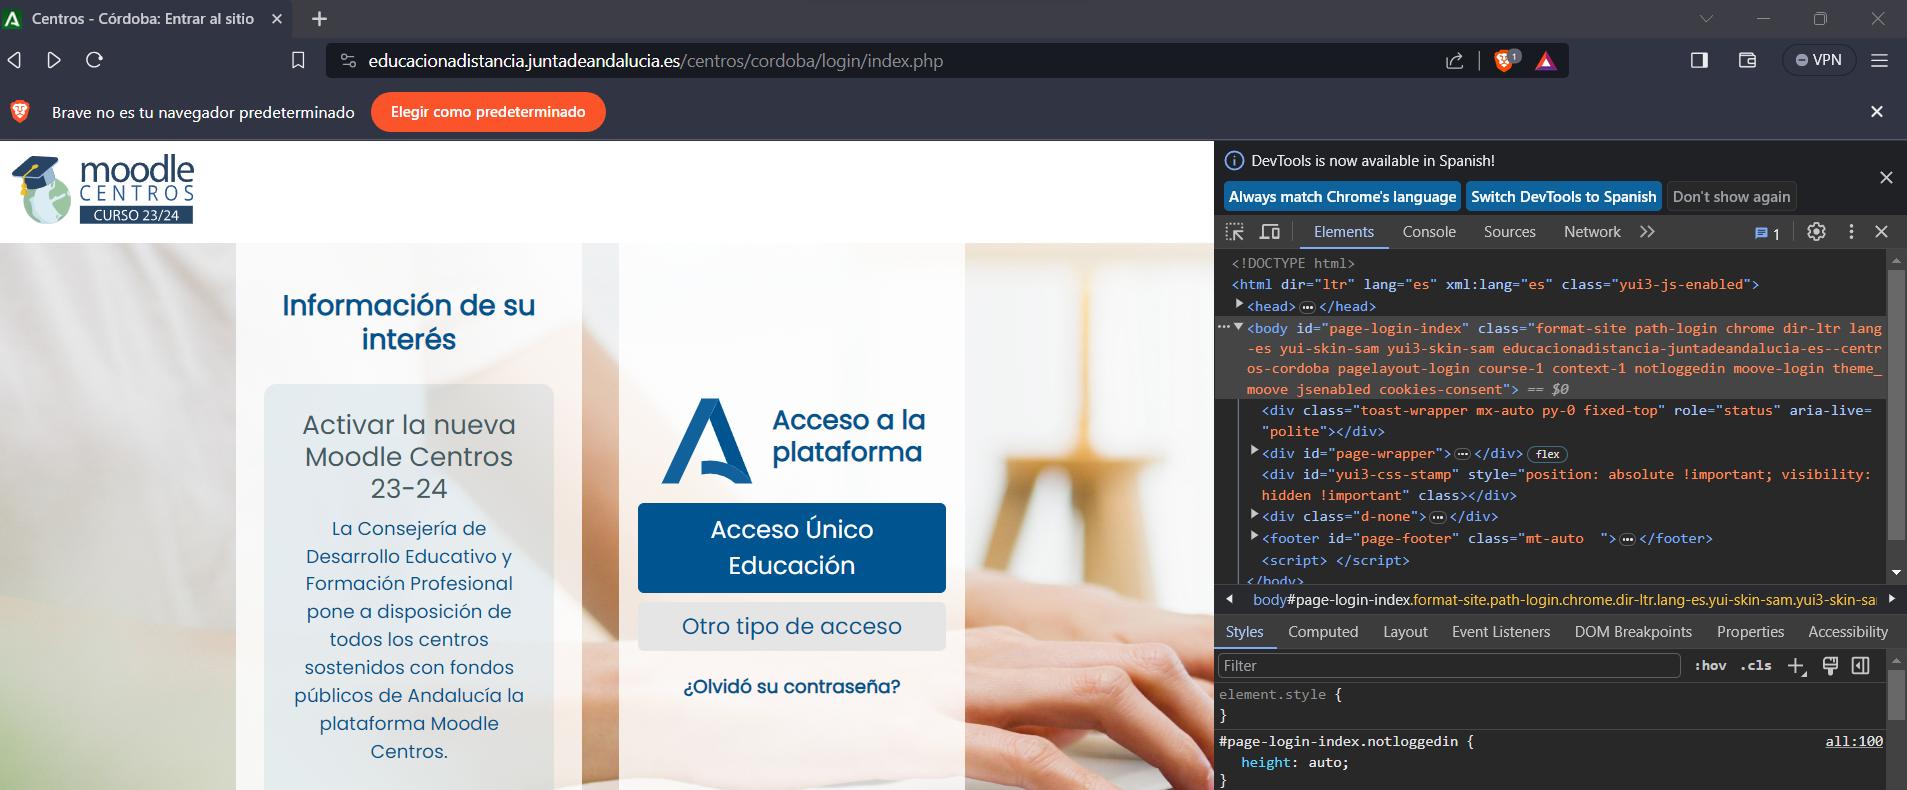 Centros - Córdoba: Entrar al sitio
educacionadistancia.juntadeandalucia.es/centros/cordoba/login/index.php
1
VPN
Brave no es tu navegador predeterminado
Elegir como predeterminado
moodle
CENTROS
CURSO 23/24
Información de su
interés
Activar la nueva
Moodle Centros
23-24
La Consejería de
Desarrollo Educativo y
Formación Profesional
pone a disposición de
todos los centros
sostenidos con fondos
públicos de Andalucía la
plataforma Moodle
Centros.
Acceso a la
plataforma
Acceso Único
Educación
Otro tipo de acceso
¿Olvidó su contraseña?
DevTools is now available in Spanish!
Always match Chrome's language
Switch DevTools to Spanish
Don't show again
Elements
Console
Sources
Network
1
<!DOCTYPE html>
<html dir="ltr" lang="es" xml:lang="es" class="yui3-js-enabled">
<head>···</head>
<body id="page-login-index" class="format-site path-login chrome dir-ltr lang
-es yui-skin-sam yui3-skin-sam educacionadistancia-juntadeandalucia-es--centr
os-cordoba pagelayout-login course-1 context-1 notloggedin moove-login theme_
moove jsenabled cookies-consent"> == $0
<div class="toast-wrapper mx-auto py-0 fixed-top" role="status" aria-live=
"polite"></div>
<div id="page-wrapper">···</div> flex
<div id="yui3-css-stamp" style="position: absolute !important; visibility:
hidden !important" class></div>
<div class="d-none">···</div>
<footer id="page-footer" class="mt-auto  ">···</footer>
<script> </script>
</body>
body#page-login-index.format-site.path-login.chrome.dir-ltr.lang-es.yui-skin-sam.yui3-skin-sa
Styles
Computed
Layout
Event Listeners
DOM Breakpoints
Properties
Accessibility
Filter
:hov
.cls
element.style {
}
#page-login-index.notloggedin {
all:100
height: auto;
}